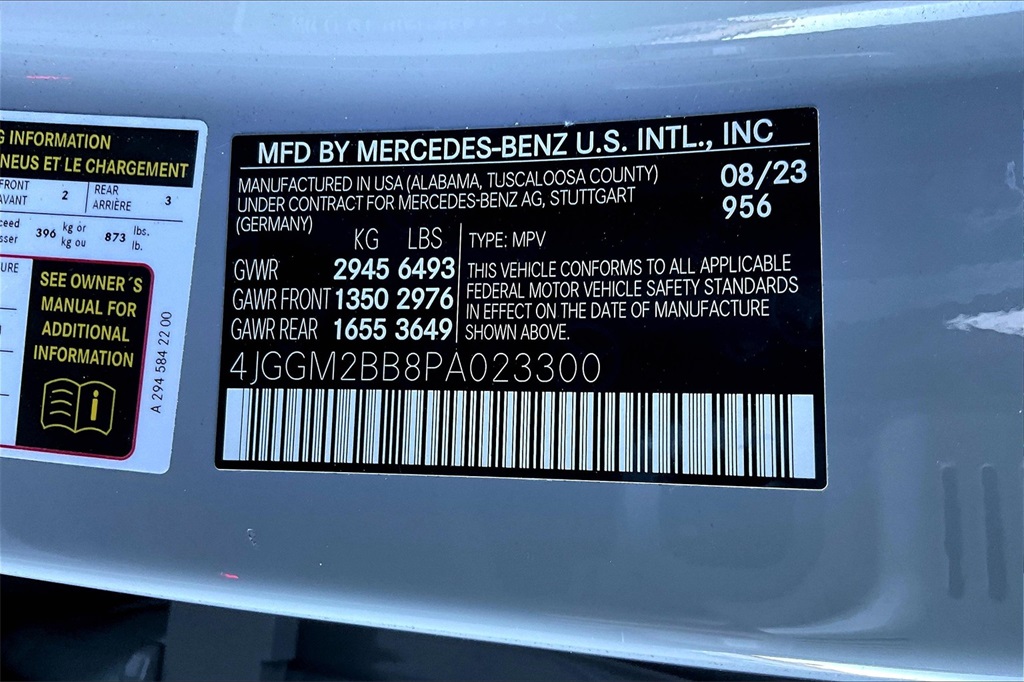 G INFORMATION
NEUS ET LE CHARGEMENT
FRONT 2 REAR 3
AVANT ARRIÈRE
396 kg or 873 lbs.
kg ou lb.
SEE OWNER´S
MANUAL FOR
ADDITIONAL
INFORMATION
i
A 294 584 22 00
MFD BY MERCEDES-BENZ U.S. INTL., INC
MANUFACTURED IN USA (ALABAMA, TUSCALOOSA COUNTY) 08/23
UNDER CONTRACT FOR MERCEDES-BENZ AG, STUTTGART 956
(GERMANY)
KG LBS
GVWR 2945 6493
GAWR FRONT 1350 2976
GAWR REAR 1655 3649
TYPE: MPV
THIS VEHICLE CONFORMS TO ALL APPLICABLE
FEDERAL MOTOR VEHICLE SAFETY STANDARDS
IN EFFECT ON THE DATE OF MANUFACTURE
SHOWN ABOVE.
4JGGM2BB8PA023300